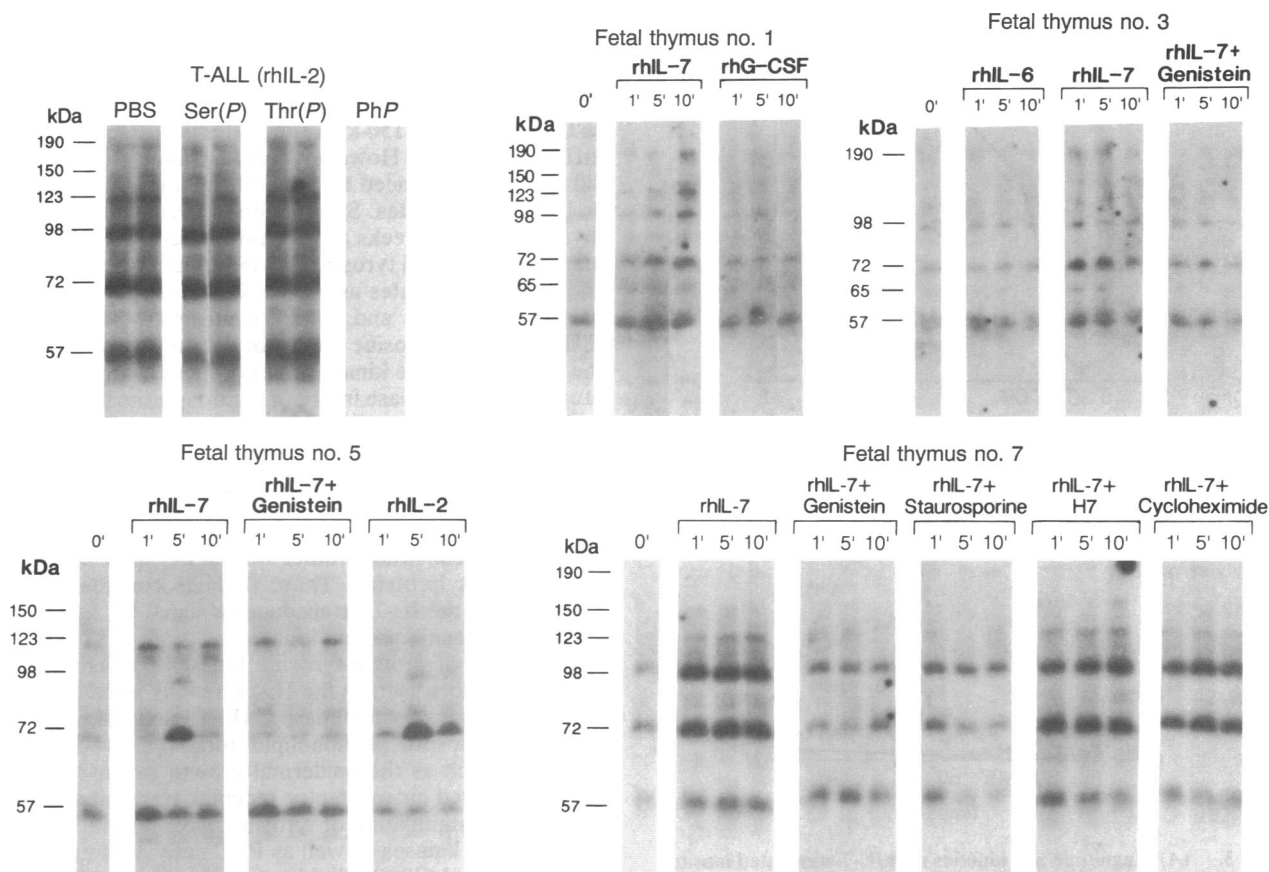 T-ALL (rhIL-2)
kDa PBS Ser(P) Thr(P) PhP
190
150
123
98
72
57
Fetal thymus no. 1
rhIL-7 rhG-CSF
0' 1' 5' 10' 1' 5' 10'
kDa
190
150
123
98
72
65
57
Fetal thymus no. 3
rhIL-7+
rhIL-6 rhIL-7 Genistein
0' 1' 5' 10' 1' 5' 10' 1' 5' 10'
kDa
190
98
72
65
57
Fetal thymus no. 5
rhIL-7+
rhIL-7 Genistein rhIL-2
0' 1' 5' 10' 1' 5' 10' 1' 5' 10'
kDa
150
123
98
72
57
Fetal thymus no. 7
rhIL-7+ rhIL-7+ rhIL-7+ rhIL-7+
rhIL-7 Genistein Staurosporine H7 Cycloheximide
0' 1' 5' 10' 1' 5' 10' 1' 5' 10' 1' 5' 10' 1' 5' 10'
kDa
190
150
123
98
72
57